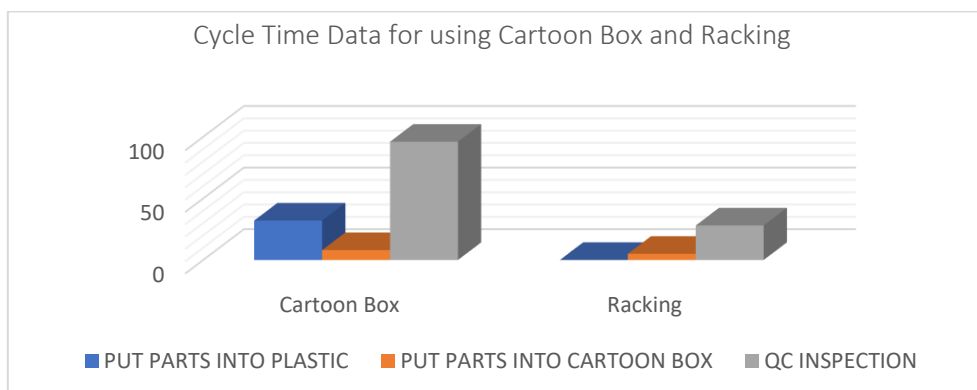 Cycle Time Data for using Cartoon Box and Racking
100
50
0
Cartoon Box Racking
PUT PARTS INTO PLASTIC PUT PARTS INTO CARTOON BOX QC INSPECTION